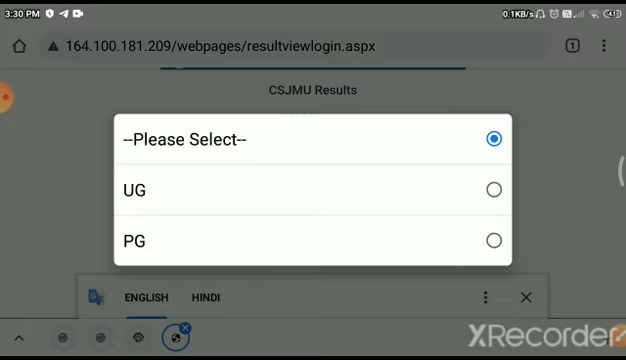 3:30 PM
0.1KB/s
164.100.181.209/webpages/resultviewlogin.aspx
1
CSJMU Results
--Please Select--
UG
PG
ENGLISH
HINDI
XRecorder